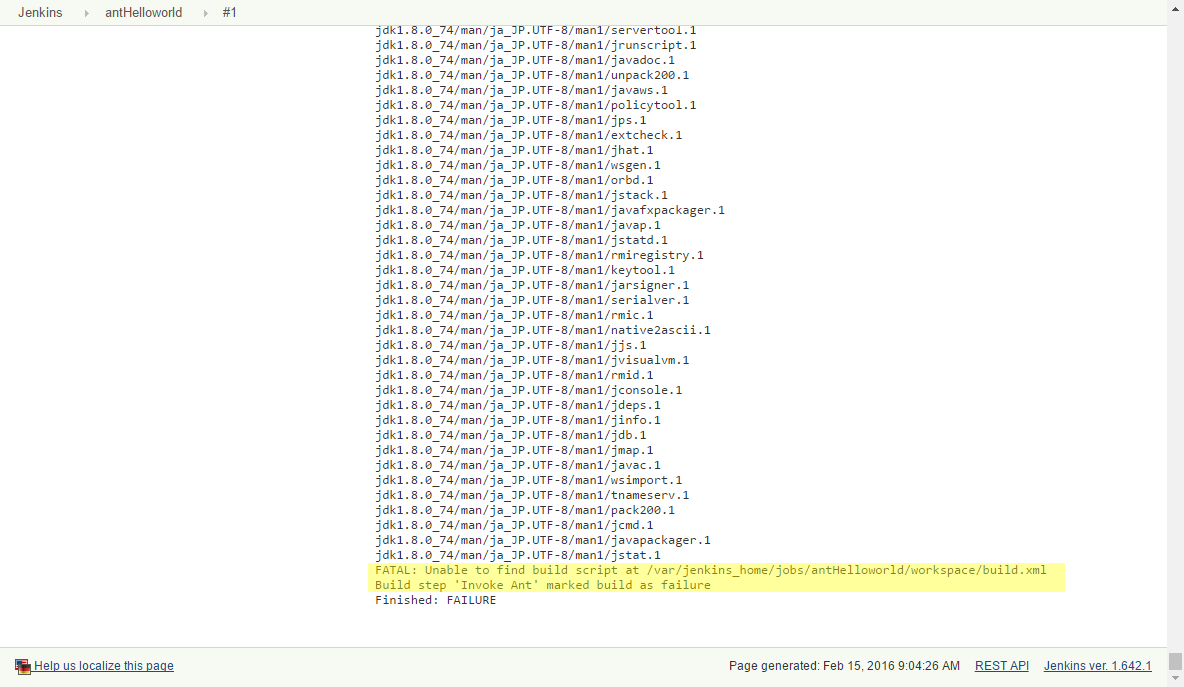 Jenkins antHelloworld #1
jdk1.8.0_74/man/ja_JP.UTF-8/man1/servertool.1
jdk1.8.0_74/man/ja_JP.UTF-8/man1/jrunscript.1
jdk1.8.0_74/man/ja_JP.UTF-8/man1/javadoc.1
jdk1.8.0_74/man/ja_JP.UTF-8/man1/unpack200.1
jdk1.8.0_74/man/ja_JP.UTF-8/man1/javaws.1
jdk1.8.0_74/man/ja_JP.UTF-8/man1/policytool.1
jdk1.8.0_74/man/ja_JP.UTF-8/man1/jps.1
jdk1.8.0_74/man/ja_JP.UTF-8/man1/extcheck.1
jdk1.8.0_74/man/ja_JP.UTF-8/man1/jhat.1
jdk1.8.0_74/man/ja_JP.UTF-8/man1/wsgen.1
jdk1.8.0_74/man/ja_JP.UTF-8/man1/orbd.1
jdk1.8.0_74/man/ja_JP.UTF-8/man1/jstack.1
jdk1.8.0_74/man/ja_JP.UTF-8/man1/javafxpackager.1
jdk1.8.0_74/man/ja_JP.UTF-8/man1/javap.1
jdk1.8.0_74/man/ja_JP.UTF-8/man1/jstatd.1
jdk1.8.0_74/man/ja_JP.UTF-8/man1/rmiregistry.1
jdk1.8.0_74/man/ja_JP.UTF-8/man1/keytool.1
jdk1.8.0_74/man/ja_JP.UTF-8/man1/jarsigner.1
jdk1.8.0_74/man/ja_JP.UTF-8/man1/serialver.1
jdk1.8.0_74/man/ja_JP.UTF-8/man1/rmic.1
jdk1.8.0_74/man/ja_JP.UTF-8/man1/native2ascii.1
jdk1.8.0_74/man/ja_JP.UTF-8/man1/jjs.1
jdk1.8.0_74/man/ja_JP.UTF-8/man1/jvisualvm.1
jdk1.8.0_74/man/ja_JP.UTF-8/man1/rmid.1
jdk1.8.0_74/man/ja_JP.UTF-8/man1/jconsole.1
jdk1.8.0_74/man/ja_JP.UTF-8/man1/jdeps.1
jdk1.8.0_74/man/ja_JP.UTF-8/man1/jinfo.1
jdk1.8.0_74/man/ja_JP.UTF-8/man1/jdb.1
jdk1.8.0_74/man/ja_JP.UTF-8/man1/jmap.1
jdk1.8.0_74/man/ja_JP.UTF-8/man1/javac.1
jdk1.8.0_74/man/ja_JP.UTF-8/man1/wsimport.1
jdk1.8.0_74/man/ja_JP.UTF-8/man1/tnameserv.1
jdk1.8.0_74/man/ja_JP.UTF-8/man1/pack200.1
jdk1.8.0_74/man/ja_JP.UTF-8/man1/jcmd.1
jdk1.8.0_74/man/ja_JP.UTF-8/man1/javapackager.1
jdk1.8.0_74/man/ja_JP.UTF-8/man1/jstat.1
FATAL: Unable to find build script at /var/jenkins_home/jobs/antHelloworld/workspace/build.xml
Build step 'Invoke Ant' marked build as failure
Finished: FAILURE
Help us localize this page Page generated: Feb 15, 2016 9:04:26 AM REST API Jenkins ver. 1.642.1